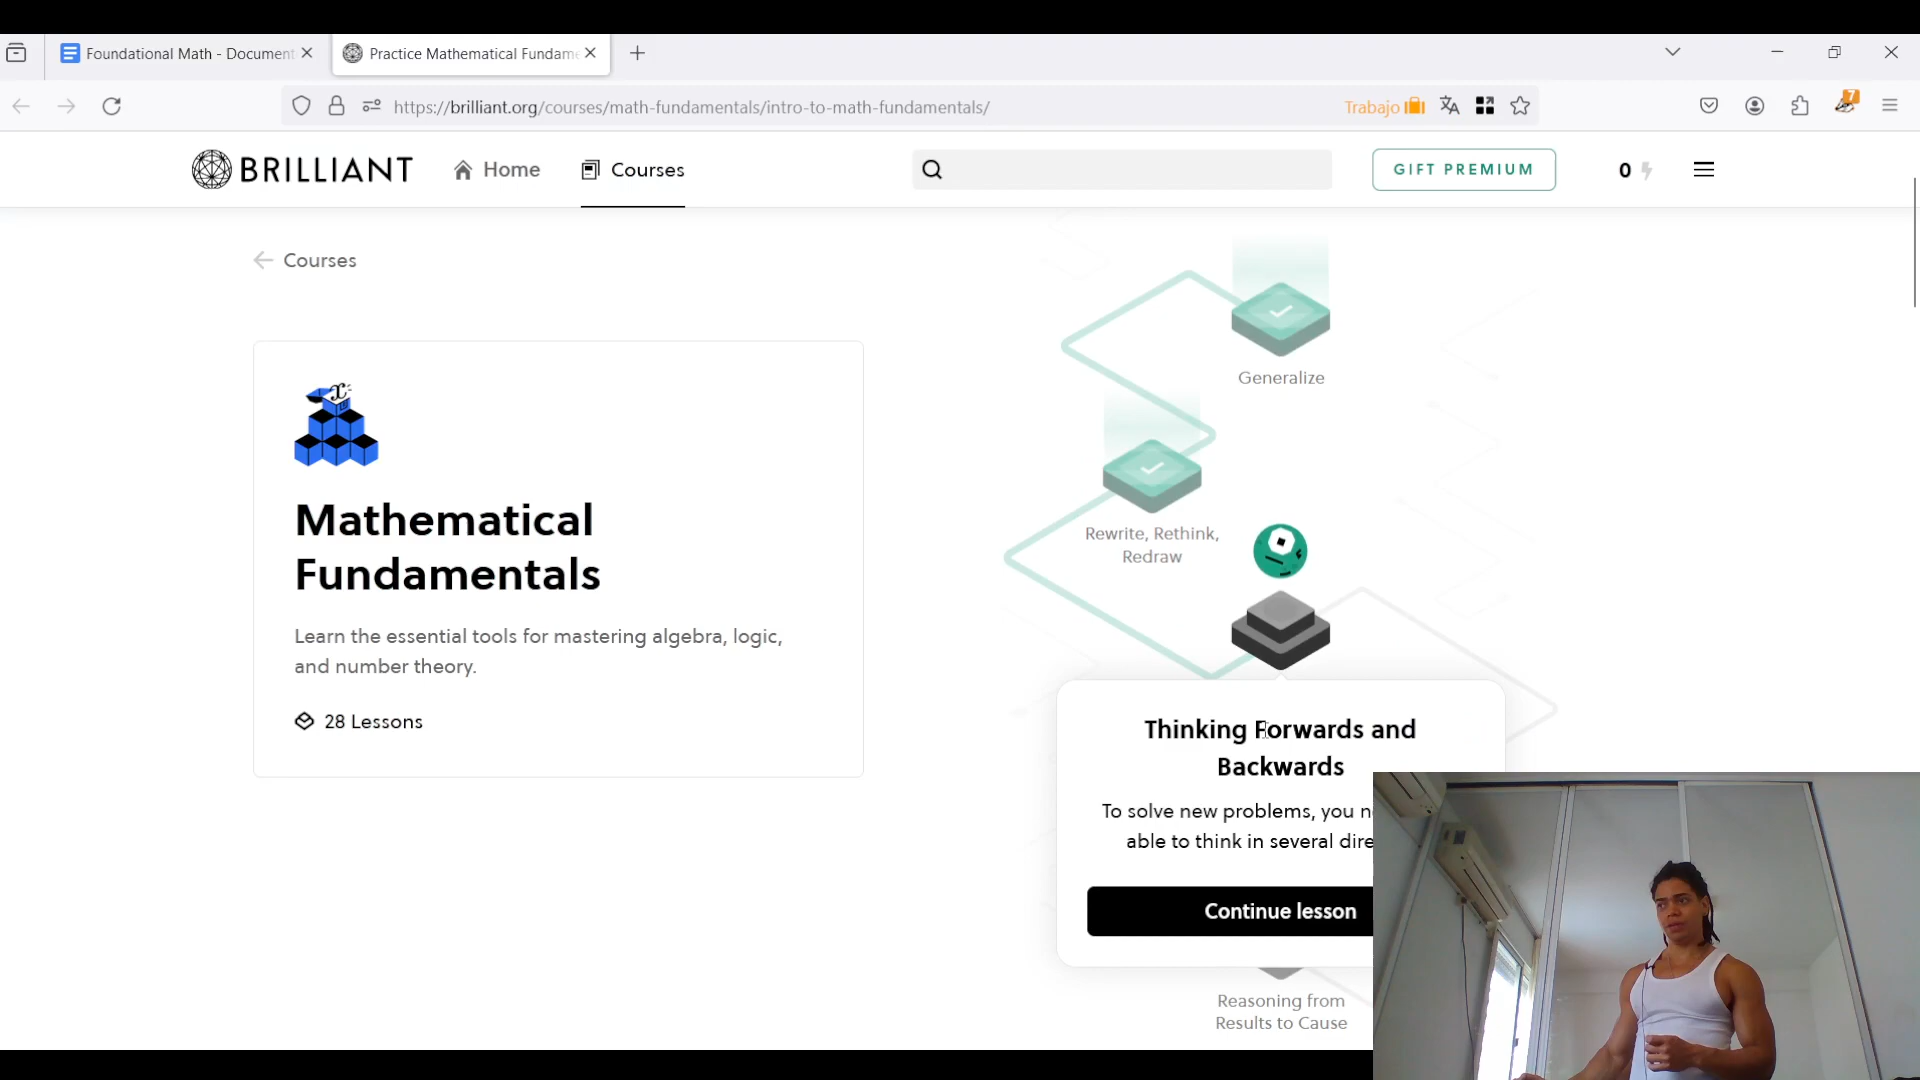 Foundational Math - Document
Practice Mathematical Fundame
https://brilliant.org/courses/math-fundamentals/intro-to-math-fundamentals/
Trabajo
7
BRILLIANT
Home
Courses
GIFT PREMIUM
0
Courses
Generalize
x
Mathematical
Fundamentals
Learn the essential tools for mastering algebra, logic,
and number theory.
28 Lessons
Rewrite, Rethink,
Redraw
Thinking Forwards and
Backwards
To solve new problems, you n
able to think in several dire
Continue lesson
Reasoning from
Results to Cause